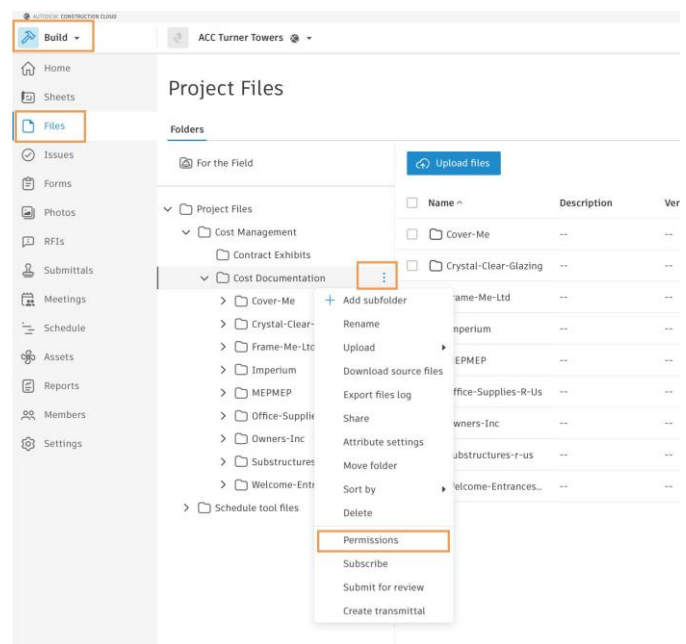 AUTODESK CONSTRUCTION CLOUD
Build
ACC Turner Towers
Home
Sheets
Files
Issues
Forms
Photos
RFIs
Submittals
Meetings
Schedule
Assets
Reports
Members
Settings
Project Files
Folders
For the Field
Project Files
Cost Management
Contract Exhibits
Cost Documentation
Cover-Me
Crystal-Clear-
Frame-Me-Ltd
Imperium
MEPMEP
Office-Supplie
Owners-Inc
Substructures
Welcome-Entr
Schedule tool files
Add subfolder
Rename
Upload
Download source files
Export files log
Share
Attribute settings
Move folder
Sort by
Delete
Permissions
Subscribe
Submit for review
Create transmittal
Upload files
Name Description Ver
Cover-Me -- --
Crystal-Clear-Glazing -- --
rame-Me-Ltd -- --
mperium -- --
EPMEP -- --
ffice-Supplies-R-Us -- --
wners-Inc -- --
ubstructures-r-us -- --
elcome-Entrances... -- --